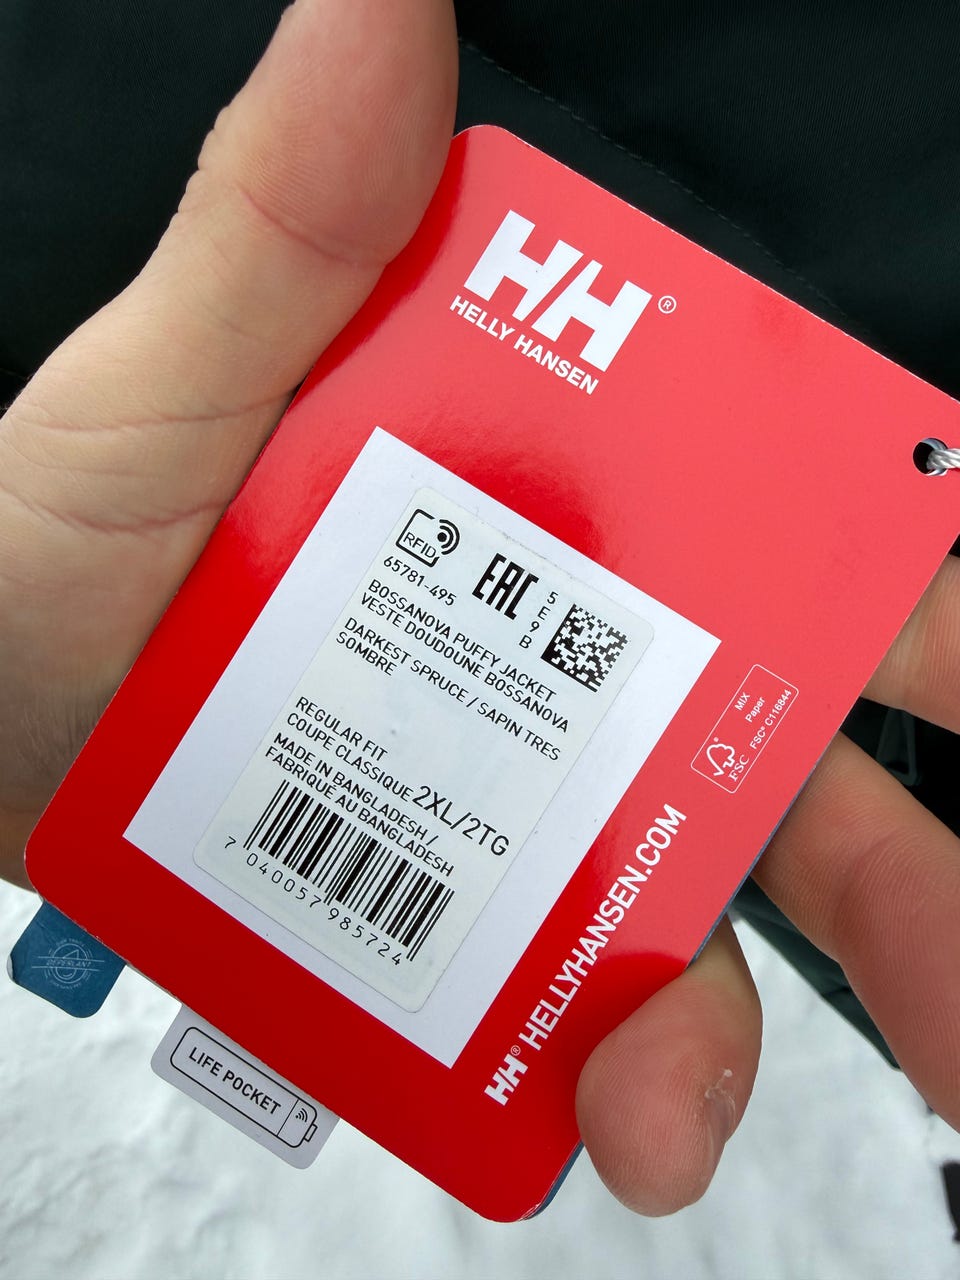 HH®
HELLY HANSEN
RFID
65781-495
EAC
5E9B
BOSSANOVA PUFFY JACKET
VESTE DOUDOUNE BOSSANOVA
DARKEST SPRUCE / SAPIN TRES
SOMBRE
REGULAR FIT
COUPE CLASSIQUE
2XL/2TG
MADE IN BANGLADESH /
FABRIQUE AU BANGLADESH
7 040057 985724
MIX
Paper
FSC® C116844
FSC®
HH® HELLYHANSEN.COM
LIFE POCKET